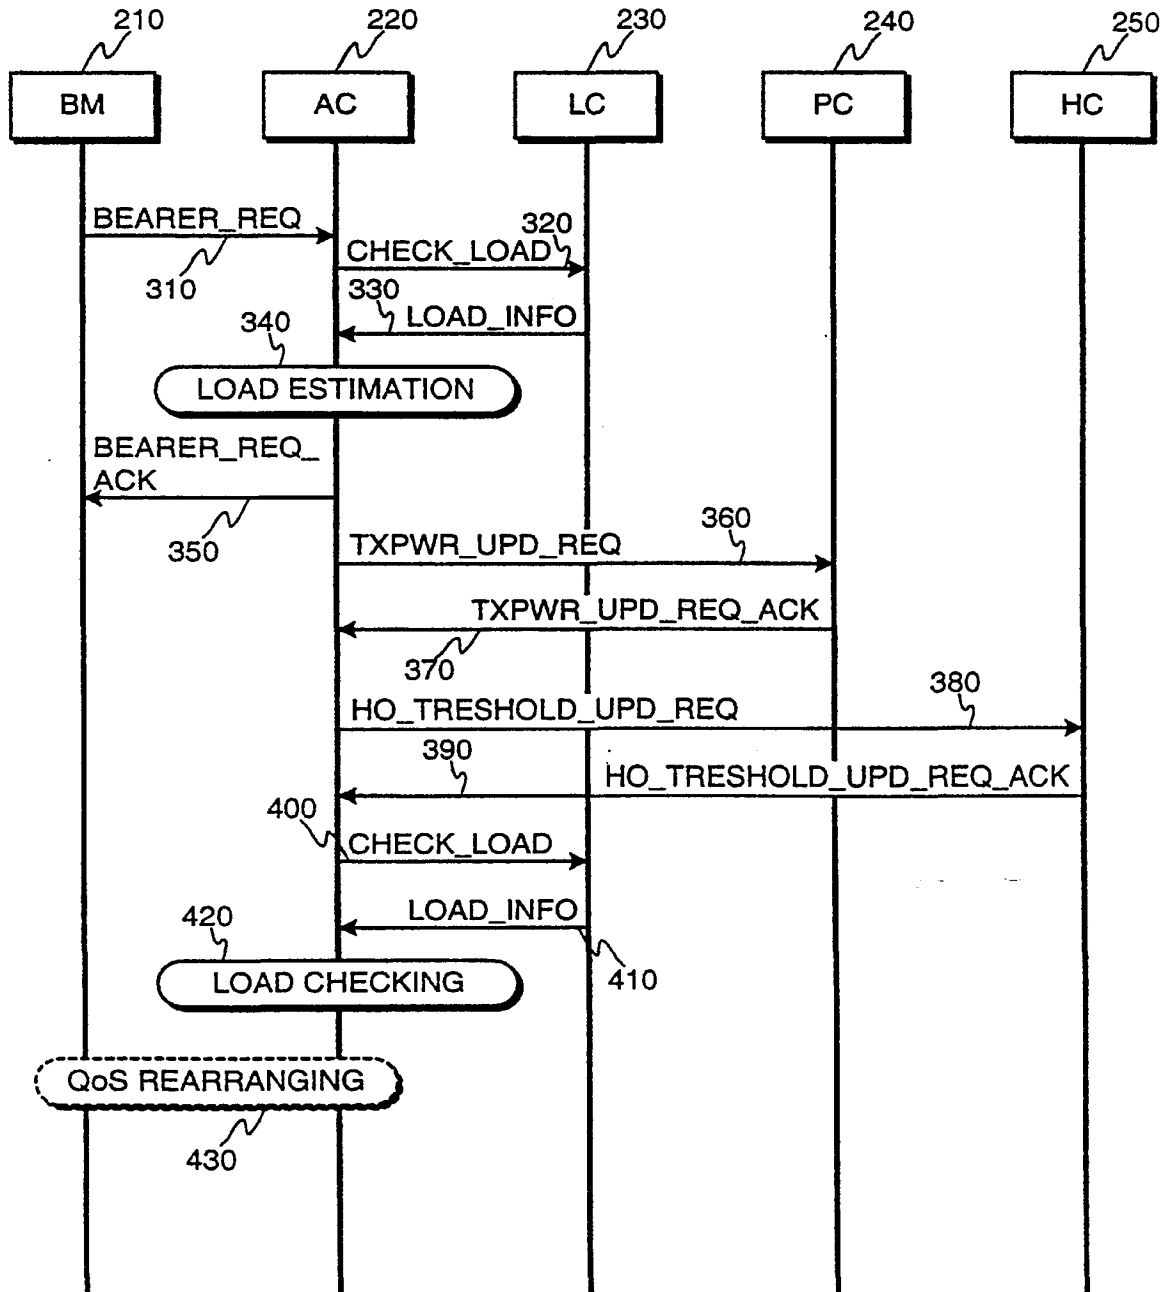 210
220
230
240
250
BM
AC
LC
PC
HC
BEARER_REQ
310
320
CHECK_LOAD
330
LOAD_INFO
340
LOAD ESTIMATION
BEARER_REQ_
ACK
350
360
TXPWR_UPD_REQ
TXPWR_UPD_REQ_ACK
370
380
HO_TRESHOLD_UPD_REQ
390
HO_TRESHOLD_UPD_REQ_ACK
400
CHECK_LOAD
LOAD_INFO
410
420
LOAD CHECKING
QoS REARRANGING
430